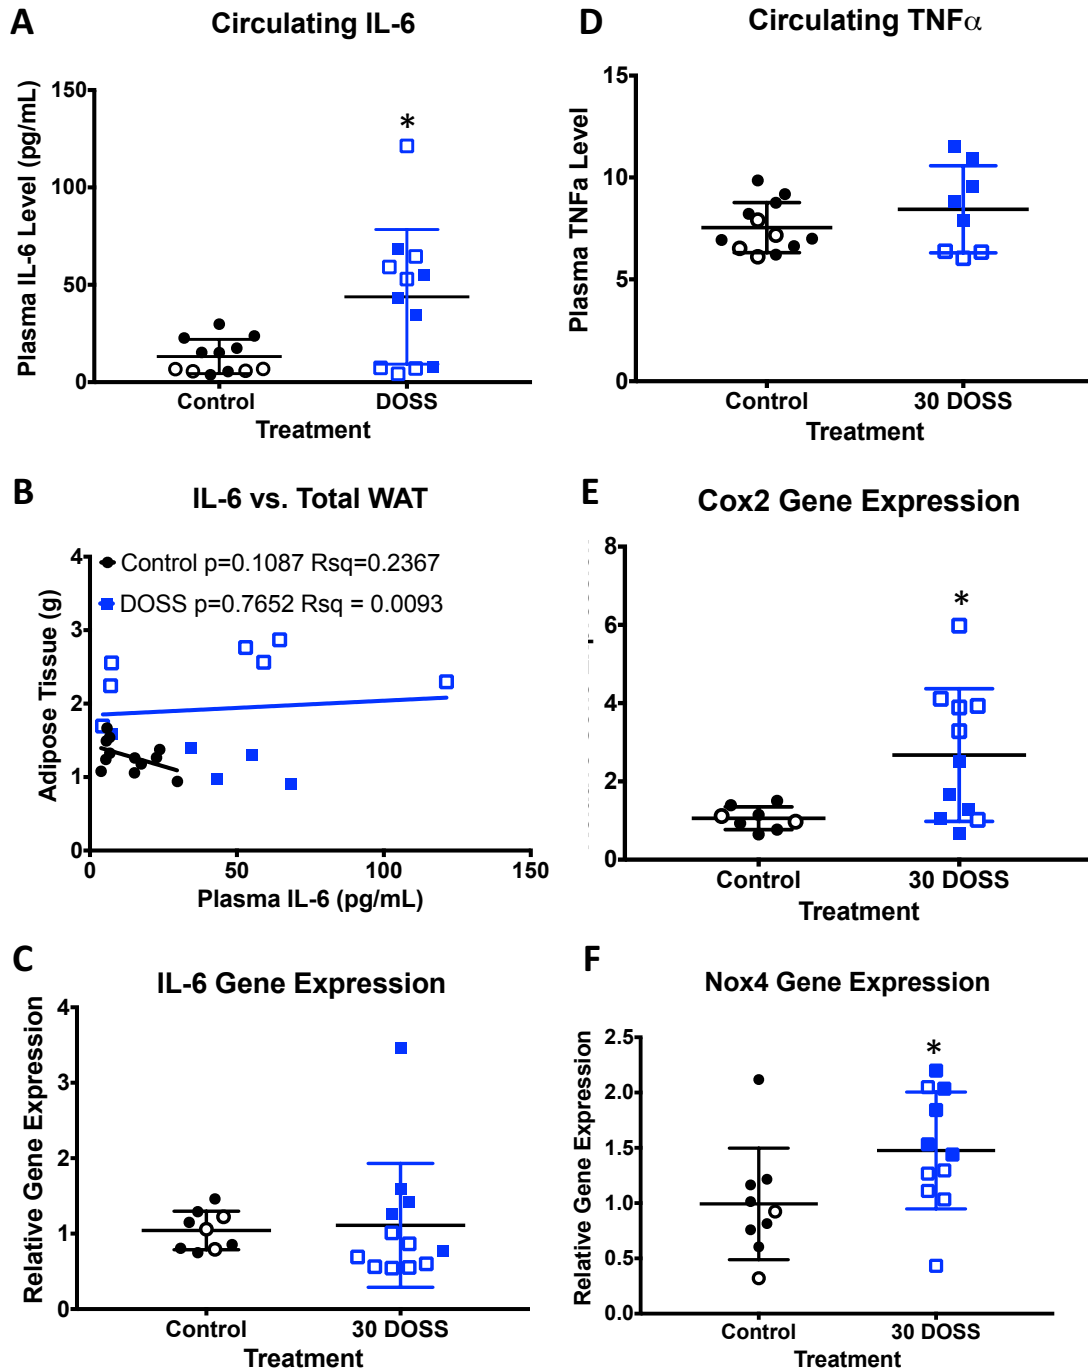 A
Circulating IL-6
Plasma IL-6 Level (pg/mL)
150
100
50
0
*
Control
DOSS
Treatment
D
Circulating TNFα
Plasma TNFa Level
15
10
5
0
Control
30 DOSS
Treatment
B
IL-6 vs. Total WAT
Adipose Tissue (g)
4
3
2
1
0
Control p=0.1087 Rsq=0.2367
DOSS p=0.7652 Rsq = 0.0093
0
50
100
150
Plasma IL-6 (pg/mL)
E
Cox2 Gene Expression
8
6
4
2
0
*
Control
30 DOSS
Treatment
C
IL-6 Gene Expression
Relative Gene Expression
4
3
2
1
0
Control
30 DOSS
Treatment
F
Nox4 Gene Expression
Relative Gene Expression
2.5
2.0
1.5
1.0
0.5
0.0
*
Control
30 DOSS
Treatment